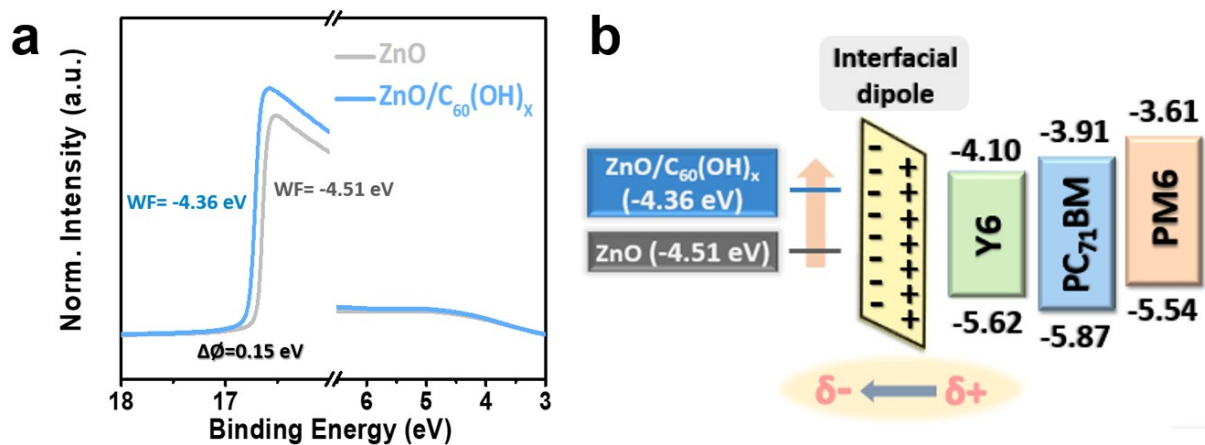 a
Norm. Intensity (a.u.)
ZnO
ZnO/C₆₀(OH)ₓ
WF= -4.36 eV
WF= -4.51 eV
ΔØ=0.15 eV
18 17 6 5 4 3
Binding Energy (eV)
b
Interfacial
dipole
ZnO/C₆₀(OH)ₓ
(-4.36 eV)
ZnO (-4.51 eV)
- - - - - - -
+ + + + + + +
-4.10
Y6
-5.62
-3.91
PC₇₁BM
-5.87
-3.61
PM6
-5.54
δ- δ+